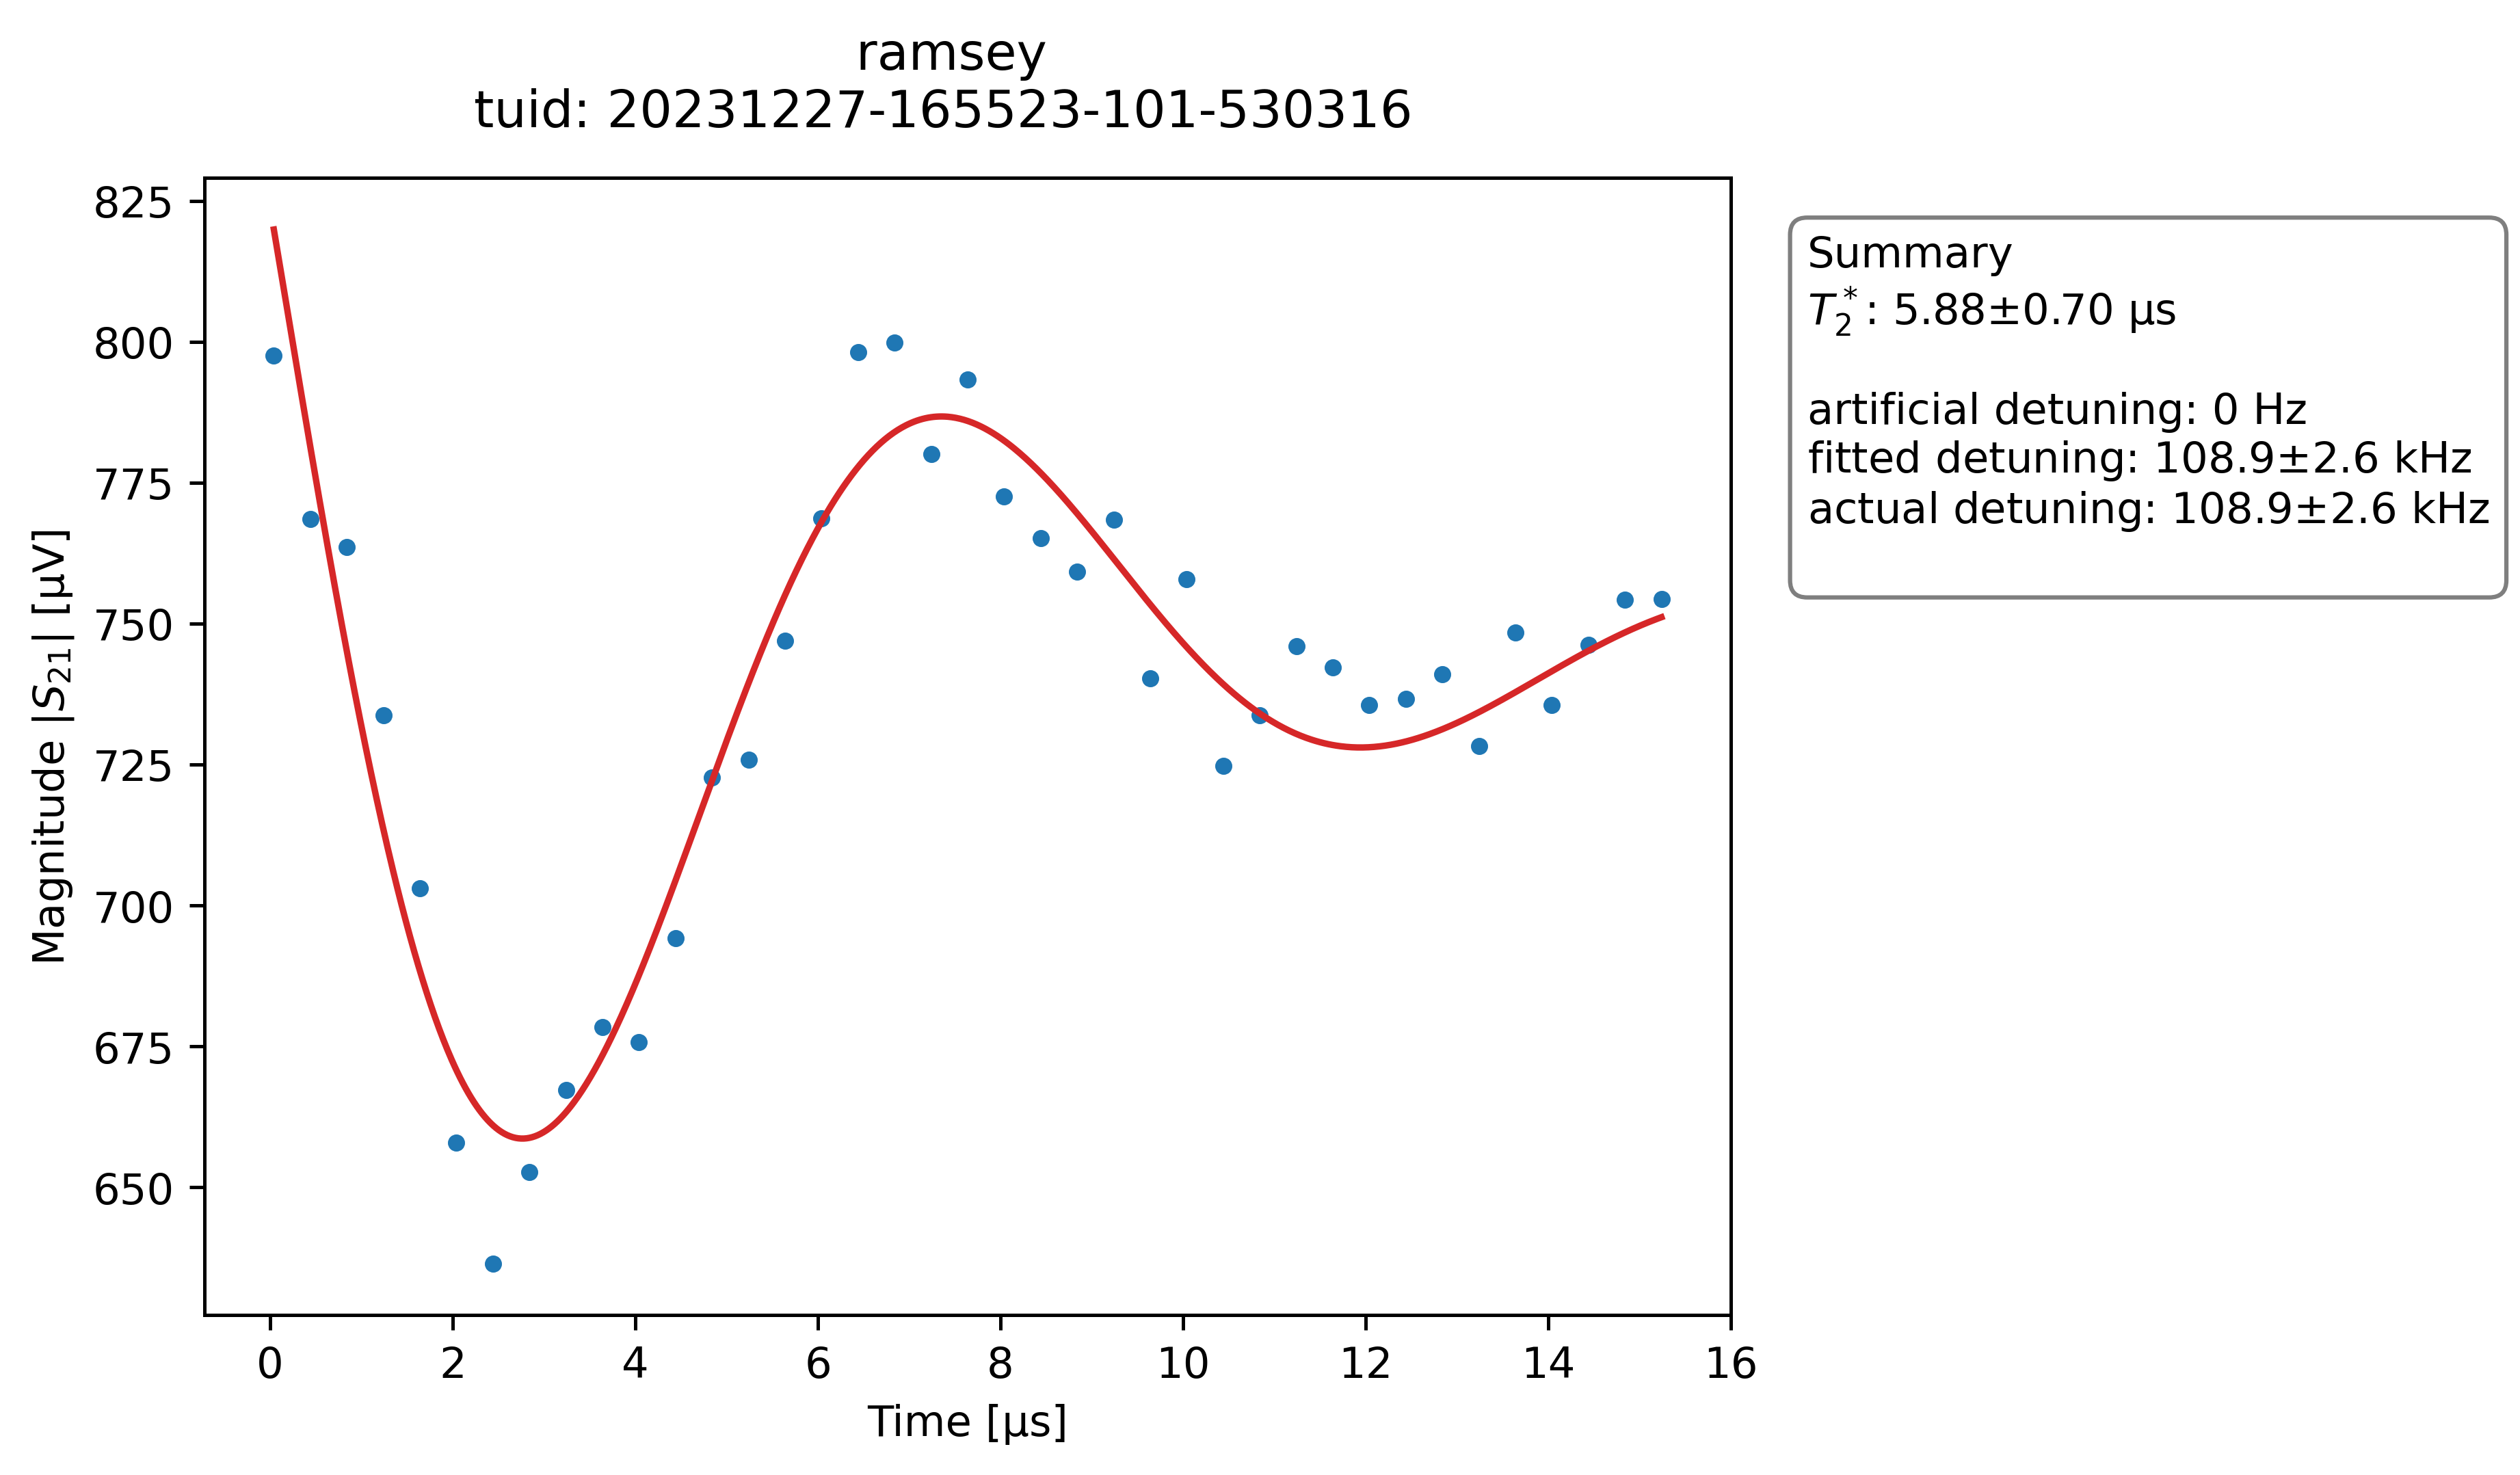 ramsey
tuid: 20231227-165523-101-530316
825
800
775
750
725
700
675
650
Magnitude |S₂₁| [µV]
0 2 4 6 8 10 12 14 16
Time [µs]
Summary
T₂*: 5.88±0.70 µs
artificial detuning: 0 Hz
fitted detuning: 108.9±2.6 kHz
actual detuning: 108.9±2.6 kHz